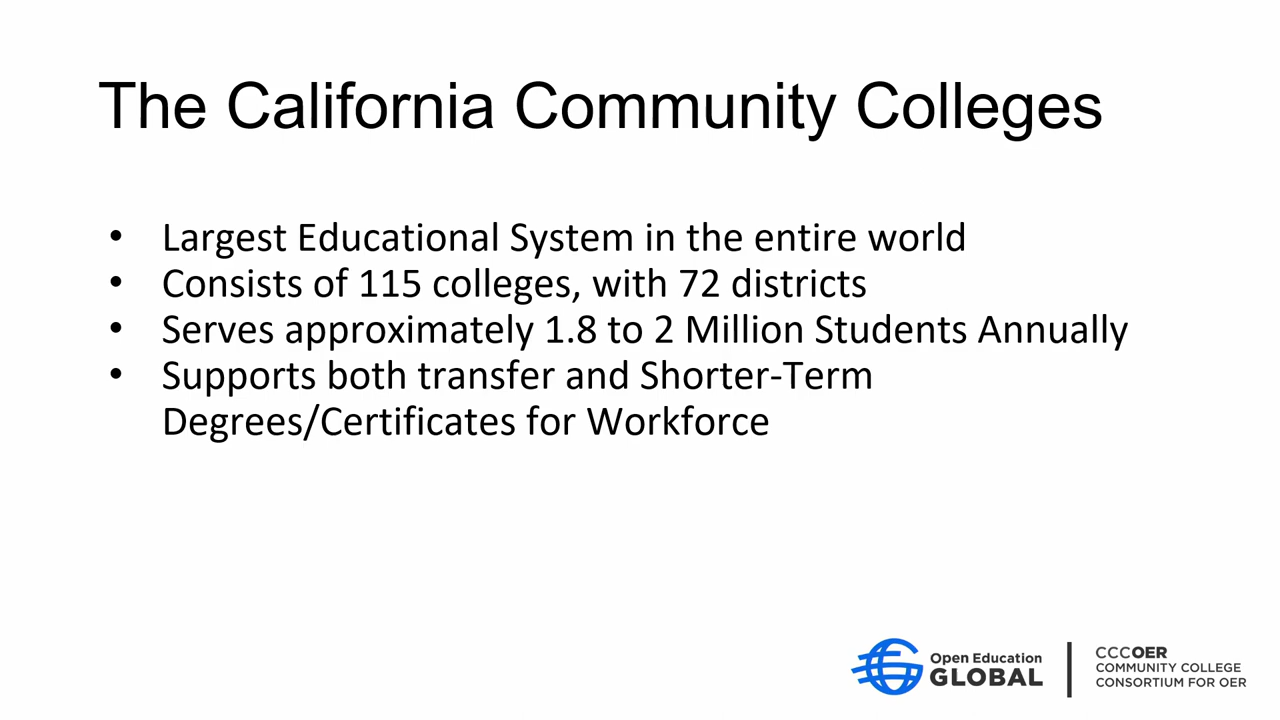 The California Community Colleges
• Largest Educational System in the entire world
• Consists of 115 colleges, with 72 districts
• Serves approximately 1.8 to 2 Million Students Annually
• Supports both transfer and Shorter-Term
Degrees/Certificates for Workforce
Open Education
GLOBAL
CCCOER
COMMUNITY COLLEGE
CONSORTIUM FOR OER